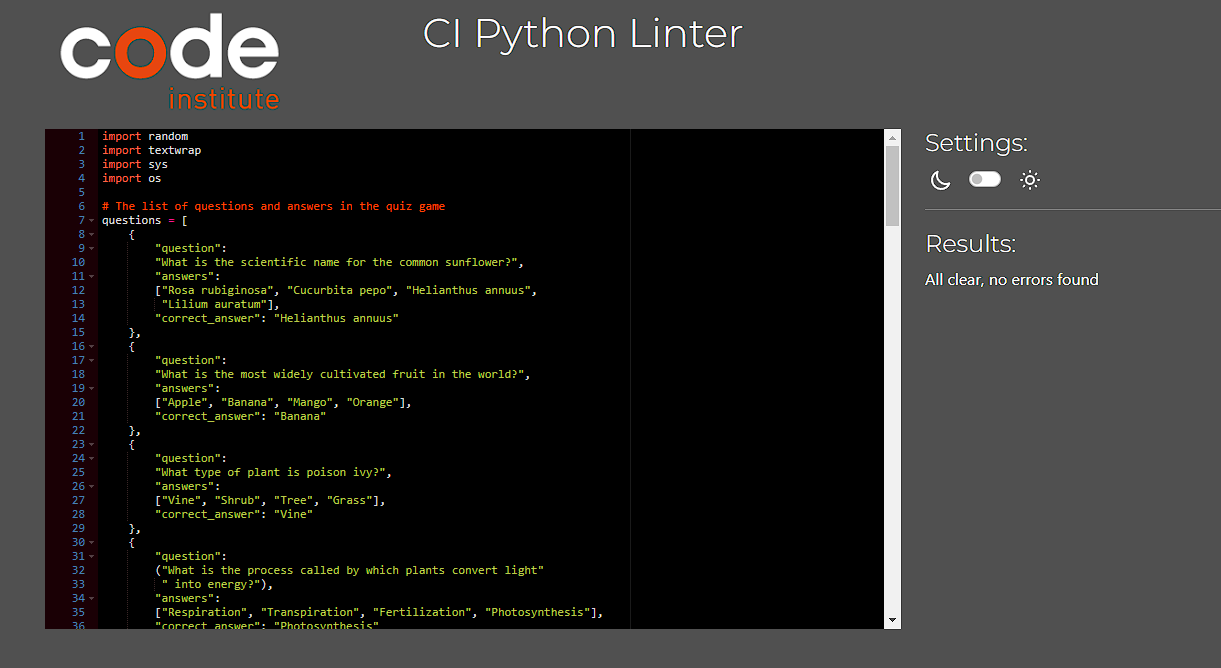 code
institute
CI Python Linter
1 import random
2 import textwrap
3 import sys
4 import os
5
6 # The list of questions and answers in the quiz game
7 questions = [
8     {
9         "question":
10         "What is the scientific name for the common sunflower?",
11         "answers":
12         ["Rosa rubiginosa", "Cucurbita pepo", "Helianthus annuus",
13          "Lilium auratum"],
14         "correct_answer": "Helianthus annuus"
15     },
16     {
17         "question":
18         "What is the most widely cultivated fruit in the world?",
19         "answers":
20         ["Apple", "Banana", "Mango", "Orange"],
21         "correct_answer": "Banana"
22     },
23     {
24         "question":
25         "What type of plant is poison ivy?",
26         "answers":
27         ["Vine", "Shrub", "Tree", "Grass"],
28         "correct_answer": "Vine"
29     },
30     {
31         "question":
32         ("What is the process called by which plants convert light"
33          " into energy?"),
34         "answers":
35         ["Respiration", "Transpiration", "Fertilization", "Photosynthesis"],
36         "correct_answer": "Photosynthesis"
Settings:
Results:
All clear, no errors found